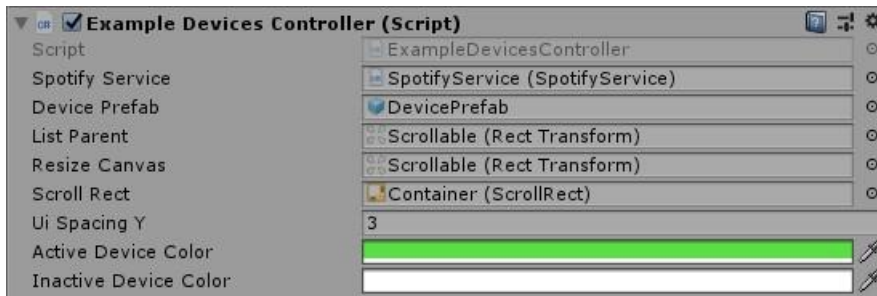 Example Devices Controller (Script)
Script ExampleDevicesController
Spotify Service SpotifyService (SpotifyService)
Device Prefab DevicePrefab
List Parent Scrollable (Rect Transform)
Resize Canvas Scrollable (Rect Transform)
Scroll Rect Container (ScrollRect)
Ui Spacing Y 3
Active Device Color
Inactive Device Color